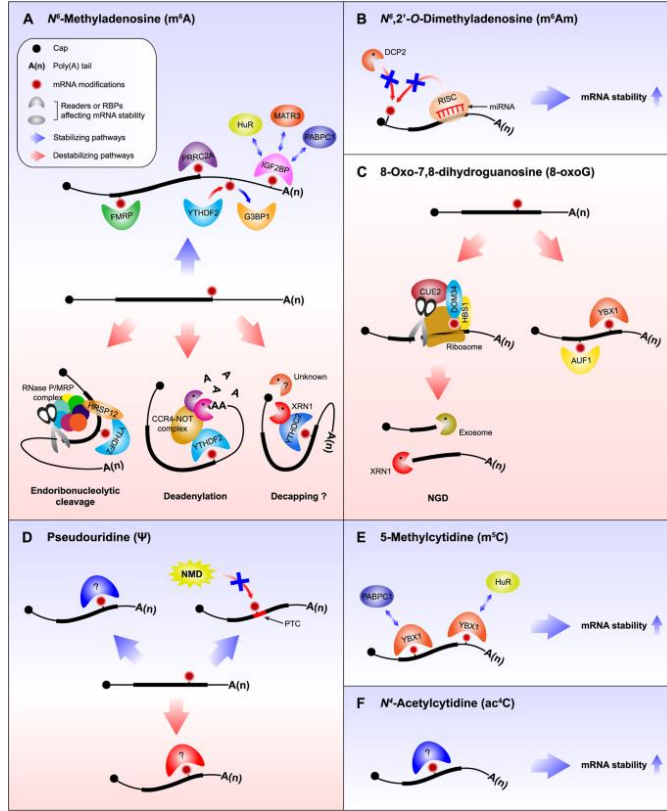 A N⁶-Methyladenosine (m⁶A)
Cap
A(n) Poly(A) tail
mRNA modifications
Readers or RBPs
affecting mRNA stability
Stabilizing pathways
Destabilizing pathways
HuR
MATR3
PABPC1
PRRC2A
IGF2BP
A(n)
FMRP
YTHDF2
G3BP1
A(n)
RNase P/MRP
complex
HRSP12
YTHDF2
A(n)
Endoribonucleolytic
cleavage
A
A
A
A
AA
CCR4-NOT
complex
YTHDF2
Deadenylation
Unknown
?
XRN1
YTHDC2
A(n)
Decapping ?
B N⁶,2'-O-Dimethyladenosine (m⁶Am)
DCP2
RISC
miRNA
A(n)
mRNA stability
C 8-Oxo-7,8-dihydroguanosine (8-oxoG)
A(n)
CUE2
DOM34
HBS1
Ribosome
A(n)
YBX1
AUF1
A(n)
Exosome
XRN1
A(n)
NGD
D Pseudouridine (Ψ)
?
A(n)
NMD
A(n)
PTC
A(n)
?
A(n)
E 5-Methylcytidine (m⁵C)
PABPC1
HuR
YBX1
YBX1
A(n)
mRNA stability
F N⁴-Acetylcytidine (ac⁴C)
?
A(n)
mRNA stability